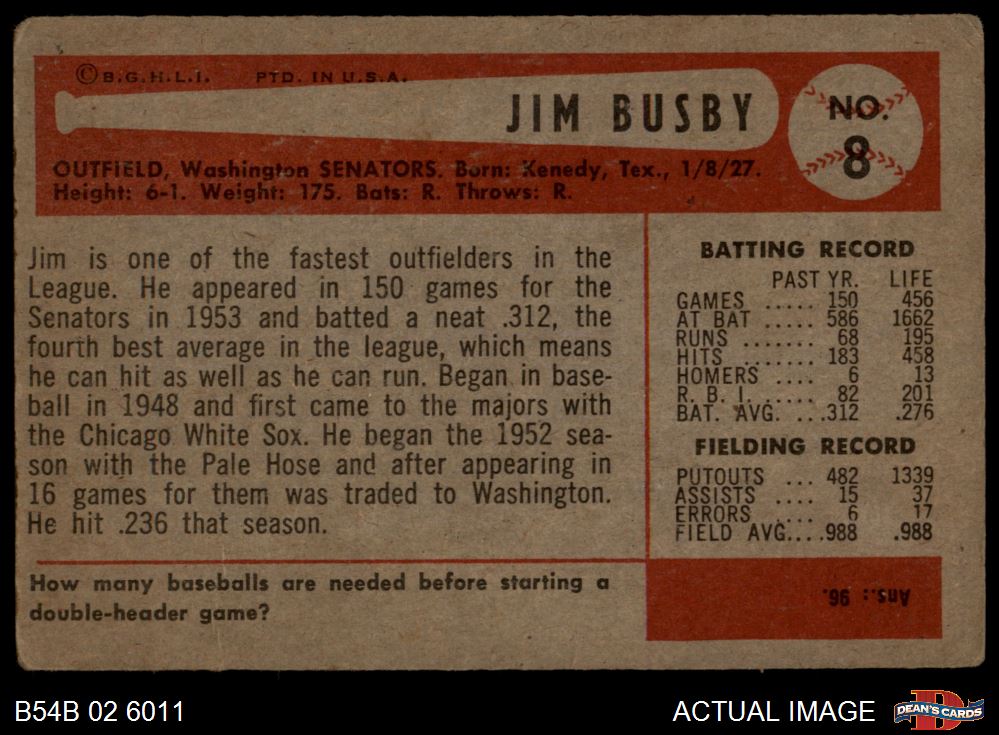 ©B.G.H.L.I. PTD. IN U.S.A.
JIM BUSBY
NO.
8
OUTFIELD, Washington SENATORS. Born: Kenedy, Tex., 1/8/27.
Height: 6-1. Weight: 175. Bats: R. Throws: R.
Jim is one of the fastest outfielders in the
League. He appeared in 150 games for the
Senators in 1953 and batted a neat .312, the
fourth best average in the league, which means
he can hit as well as he can run. Began in base-
ball in 1948 and first came to the majors with
the Chicago White Sox. He began the 1952 sea-
son with the Pale Hose and after appearing in
16 games for them was traded to Washington.
He hit .236 that season.
How many baseballs are needed before starting a
double-header game?
BATTING RECORD
PAST YR. LIFE
GAMES ..... 150 456
AT BAT ..... 586 1662
RUNS ....... 68 195
HITS ....... 183 458
HOMERS .... 6 13
R. B. I. ..... 82 201
BAT. AVG. ... .312 .276
FIELDING RECORD
PUTOUTS ... 482 1339
ASSISTS .... 15 37
ERRORS .... 6 17
FIELD AVG.... .988 .988
Ans.: 96.
B54B 02 6011
ACTUAL IMAGE
DEAN'S CARDS